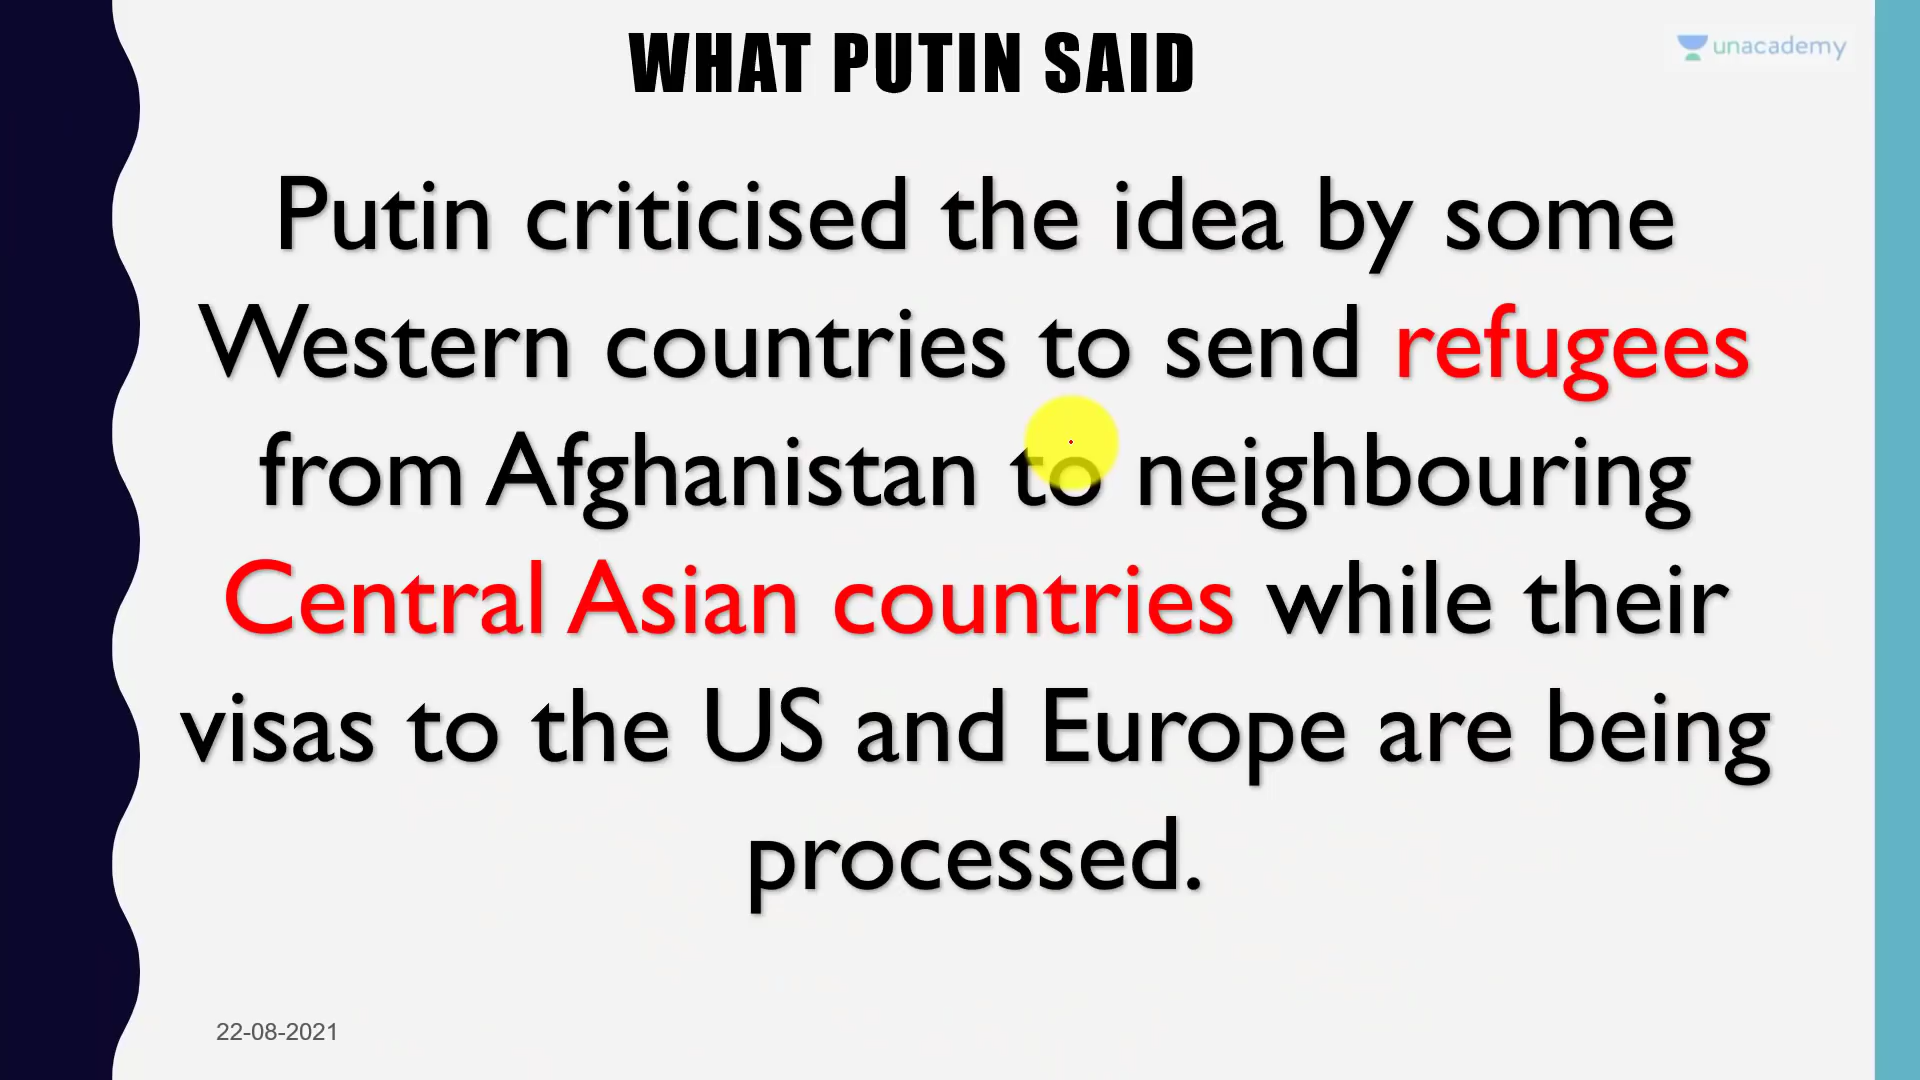 WHAT PUTIN SAID
unacademy
Putin criticised the idea by some
Western countries to send refugees
from Afghanistan to neighbouring
Central Asian countries while their
visas to the US and Europe are being
processed.
22-08-2021